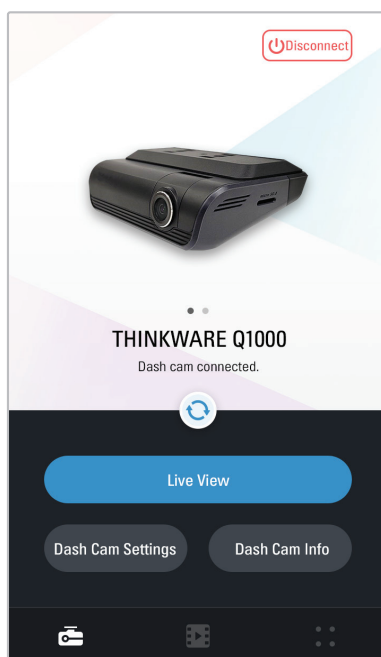 Disconnect
THINKWARE Q1000
Dash cam connected.
Live View
Dash Cam Settings
Dash Cam Info